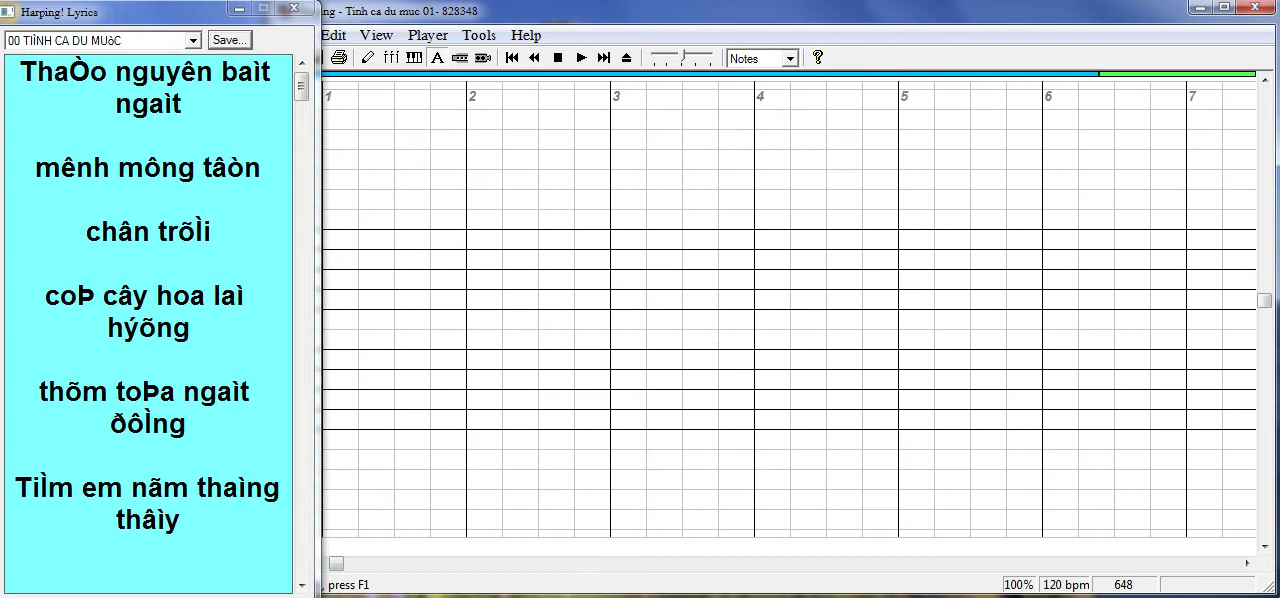 Harping! Lyrics
ng - Tinh ca du muc 01- 828348
00 TIÌNH CA DU MUòC
Save...
Edit View Player Tools Help
Notes
1 2 3 4 5 6 7
ThaÒo nguyên baìt
ngaìt
mênh mông tâòn
chân trõÌi
coÞ cây hoa laì
hýõng
thõm toÞa ngaìt
ðôÌng
TiÌm em nãm thaìng
thâìy
, press F1
100% 120 bpm 648